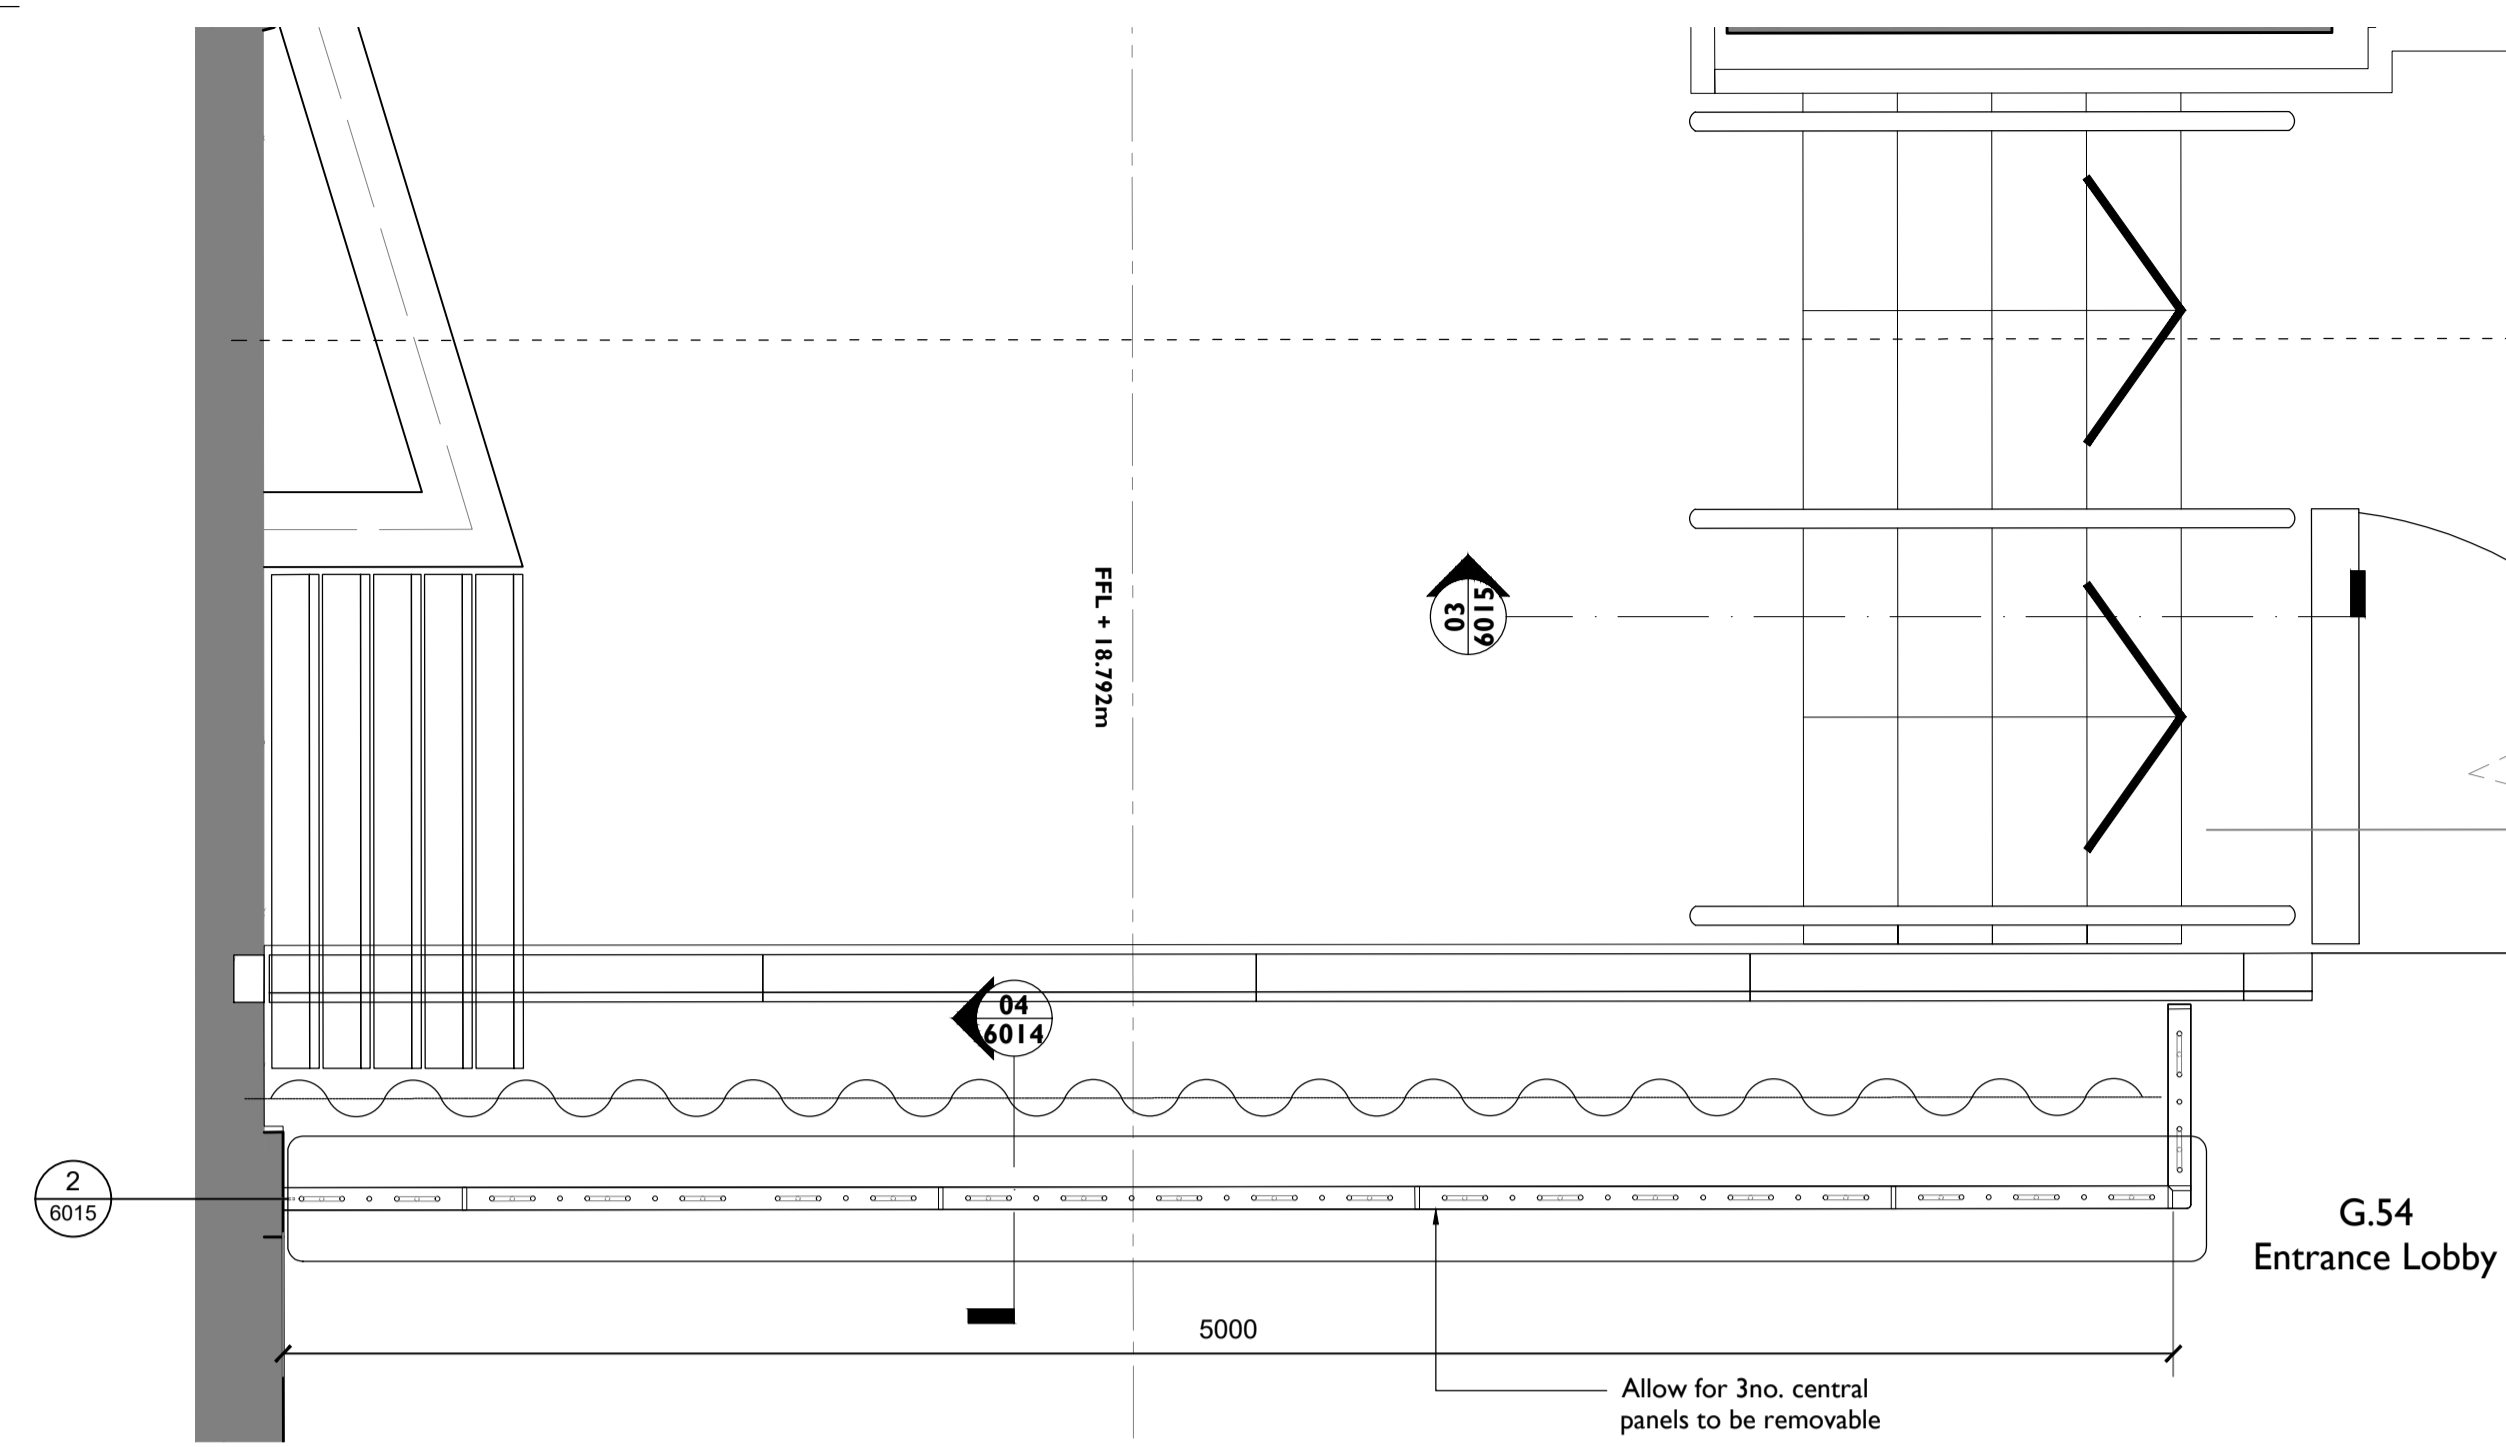 FFL + 18.792m
03
6015
04
6014
2
6015
G.54
Entrance Lobby
5000
Allow for 3no. central
panels to be removable